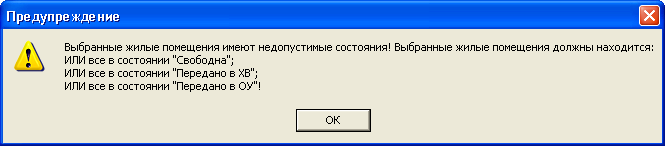 Предупреждение
Выбранные жилые помещения имеют недопустимые состояния! Выбранные жилые помещения должны находится:
ИЛИ все в состоянии "Свободна";
ИЛИ все в состоянии "Передано в ХВ";
ИЛИ все в состоянии "Передано в ОУ"!
OK